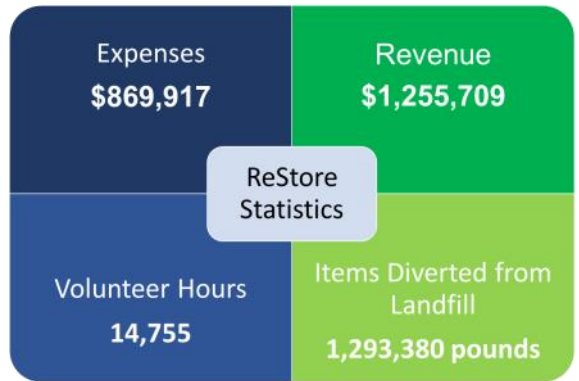 Expenses
$869,917
Revenue
$1,255,709
ReStore
Statistics
Volunteer Hours
14,755
Items Diverted from
Landfill
1,293,380 pounds